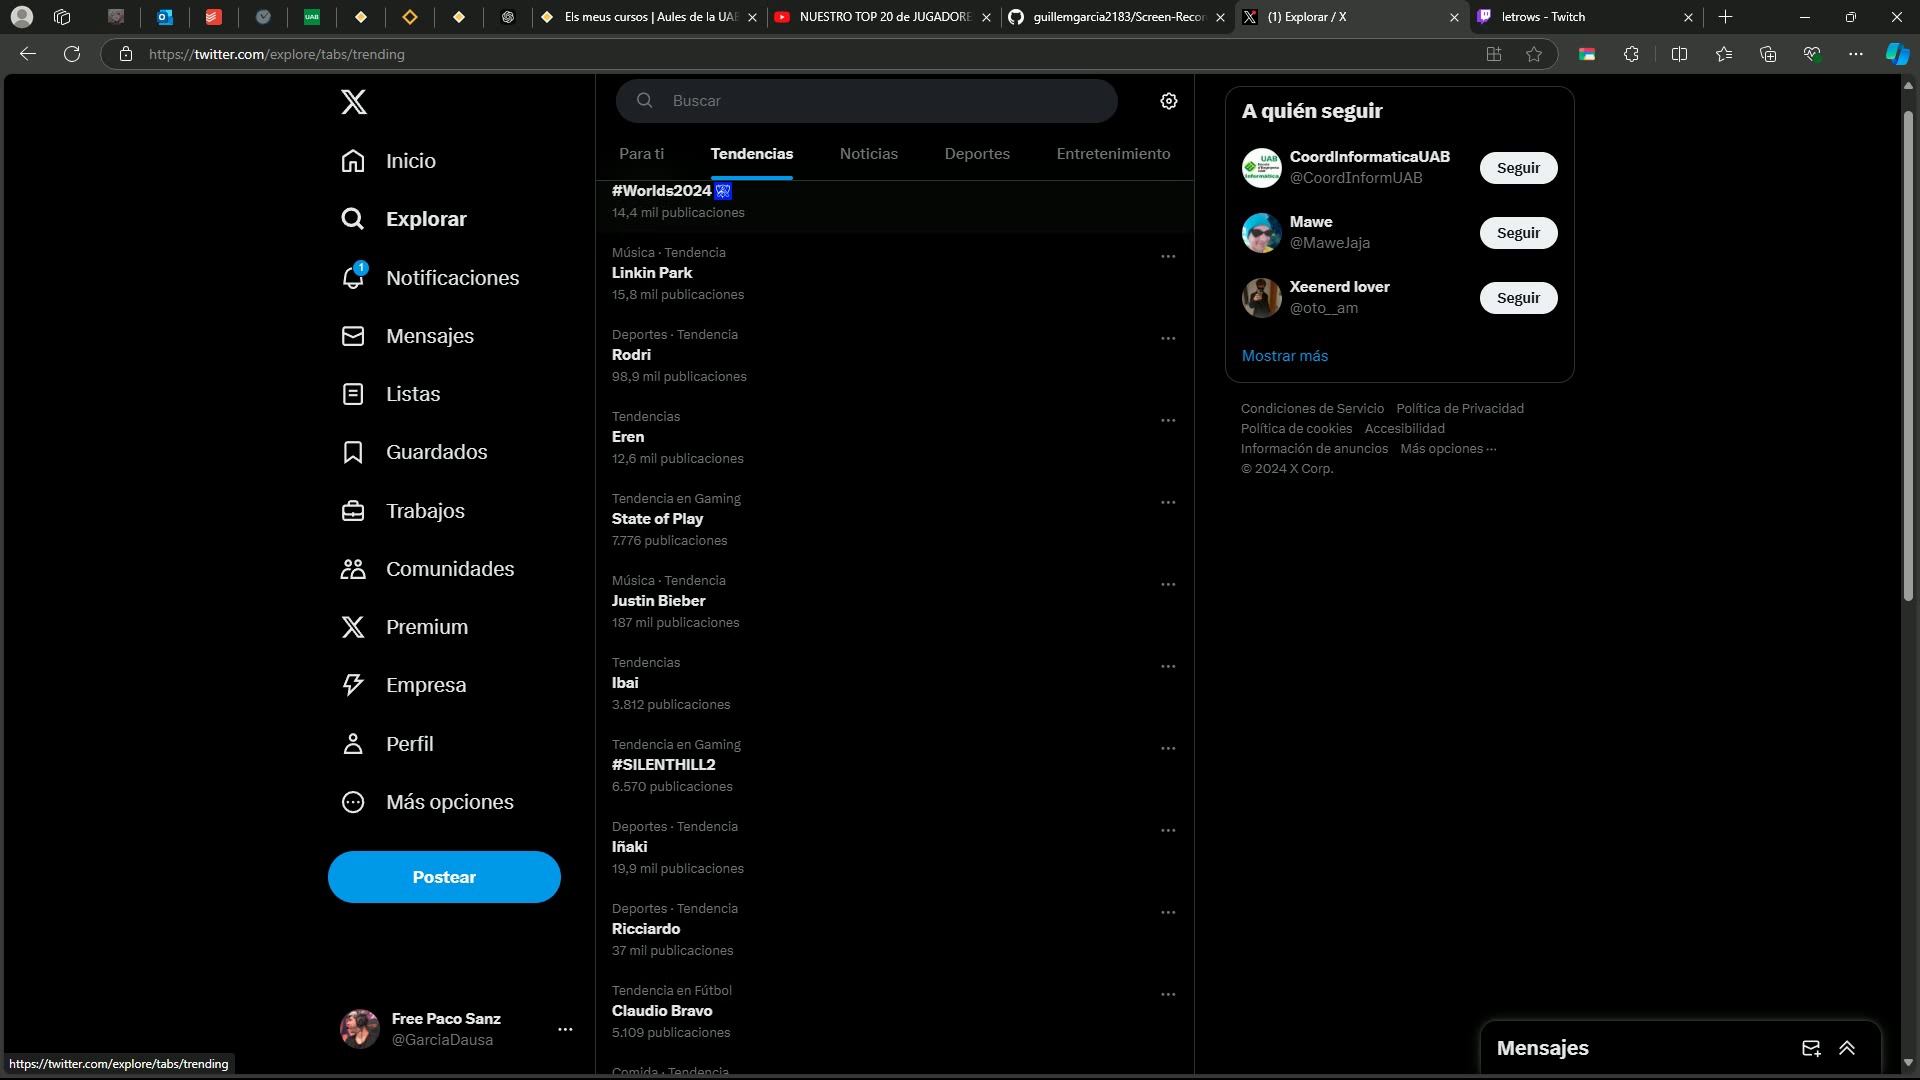 Els meus cursos | Aules de la UA
NUESTRO TOP 20 de JUGADORE
guillemgarcia2183/Screen-Recor
(1) Explorar / X
letrows - Twitch
https://twitter.com/explore/tabs/trending
Inicio
Explorar
1
Notificaciones
Mensajes
Listas
Guardados
Trabajos
Comunidades
Premium
Empresa
Perfil
Más opciones
Postear
Free Paco Sanz
@GarciaDausa
https://twitter.com/explore/tabs/trending
Buscar
Para ti
Tendencias
Noticias
Deportes
Entretenimiento
#Worlds2024
14,4 mil publicaciones
Música · Tendencia
Linkin Park
15,8 mil publicaciones
Deportes · Tendencia
Rodri
98,9 mil publicaciones
Tendencias
Eren
12,6 mil publicaciones
Tendencia en Gaming
State of Play
7.776 publicaciones
Música · Tendencia
Justin Bieber
187 mil publicaciones
Tendencias
Ibai
3.812 publicaciones
Tendencia en Gaming
#SILENTHILL2
6.570 publicaciones
Deportes · Tendencia
Iñaki
19,9 mil publicaciones
Deportes · Tendencia
Ricciardo
37 mil publicaciones
Tendencia en Fútbol
Claudio Bravo
5.109 publicaciones
Comida · Tendencia
A quién seguir
CoordInformaticaUAB
@CoordInformUAB
Seguir
Mawe
@MaweJaja
Seguir
Xeenerd lover
@oto__am
Seguir
Mostrar más
Condiciones de Servicio Política de Privacidad
Política de cookies Accesibilidad
Información de anuncios Más opciones ···
© 2024 X Corp.
Mensajes